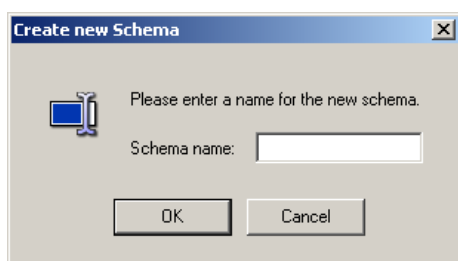 Create new Schema
Please enter a name for the new schema.
Schema name:
OK Cancel